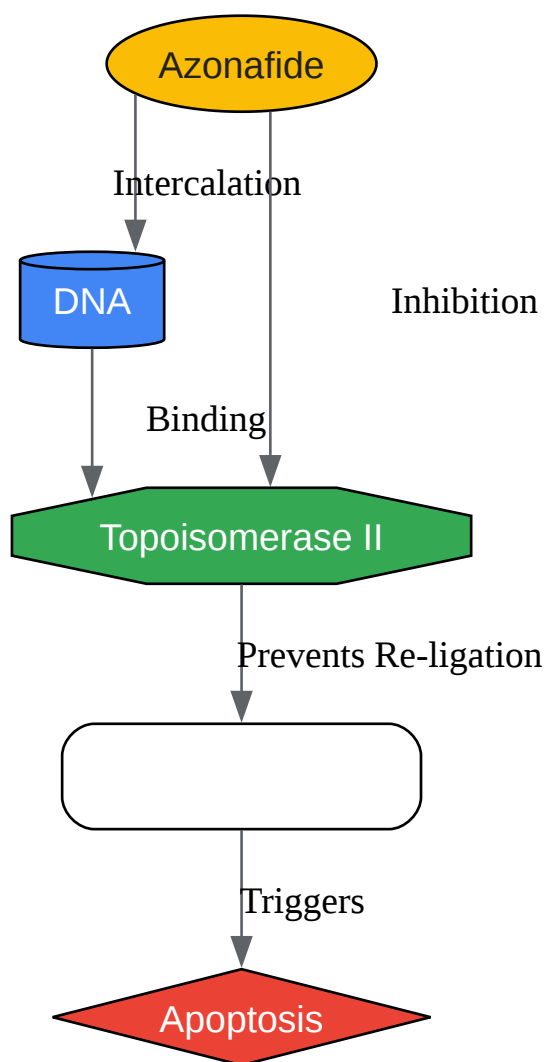 Azonafide
Intercalation
DNA
Inhibition
Binding
Topoisomerase II
Prevents Re-ligation
Triggers
Apoptosis